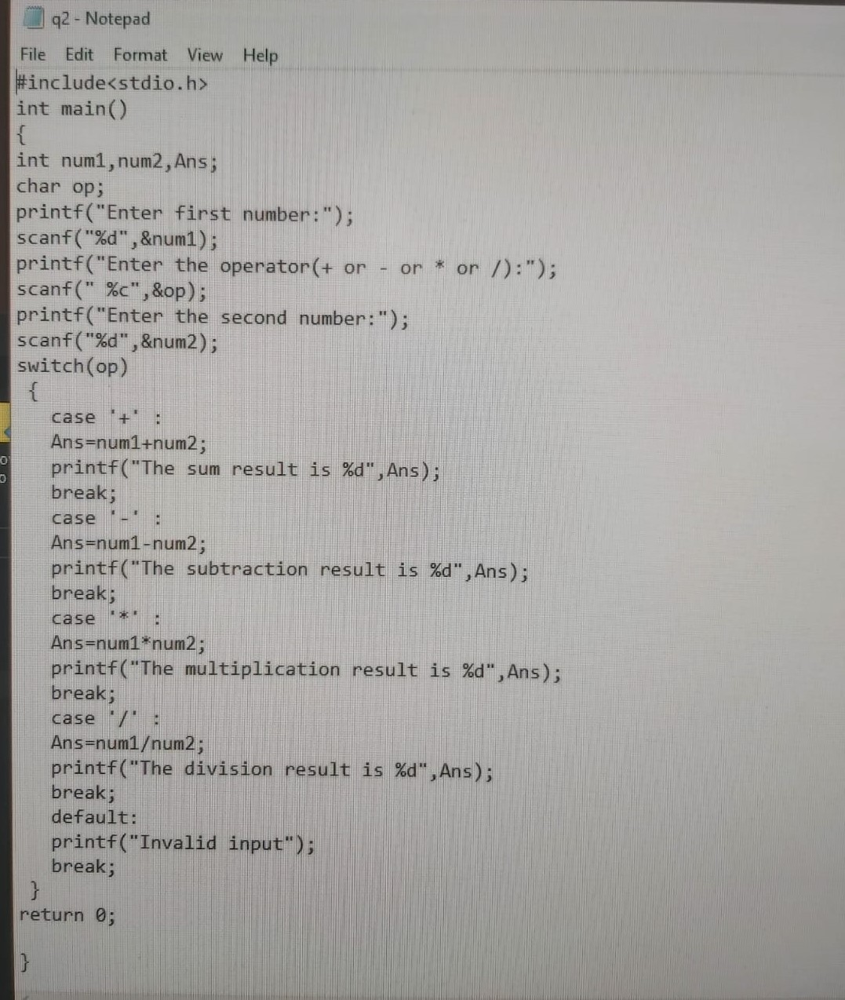 q2 - Notepad
File Edit Format View Help
#include<stdio.h>
int main()
{
int num1,num2,Ans;
char op;
printf("Enter first number:");
scanf("%d",&num1);
printf("Enter the operator(+ or - or * or /):");
scanf(" %c",&op);
printf("Enter the second number:");
scanf("%d",&num2);
switch(op)
 {
   case '+' :
   Ans=num1+num2;
   printf("The sum result is %d",Ans);
   break;
   case '-' :
   Ans=num1-num2;
   printf("The subtraction result is %d",Ans);
   break;
   case '*' :
   Ans=num1*num2;
   printf("The multiplication result is %d",Ans);
   break;
   case '/' :
   Ans=num1/num2;
   printf("The division result is %d",Ans);
   break;
   default:
   printf("Invalid input");
   break;
 }
return 0;
}